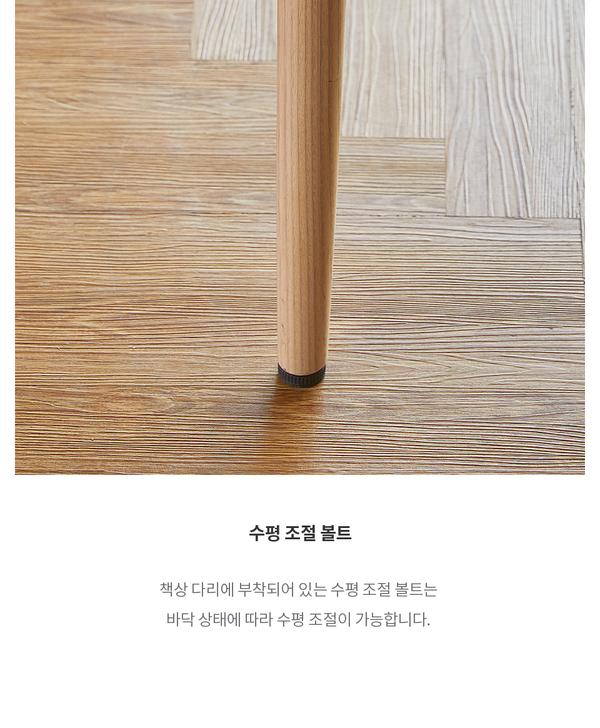 수평 조절 볼트
책상 다리에 부착되어 있는 수평 조절 볼트는
바닥 상태에 따라 수평 조절이 가능합니다.